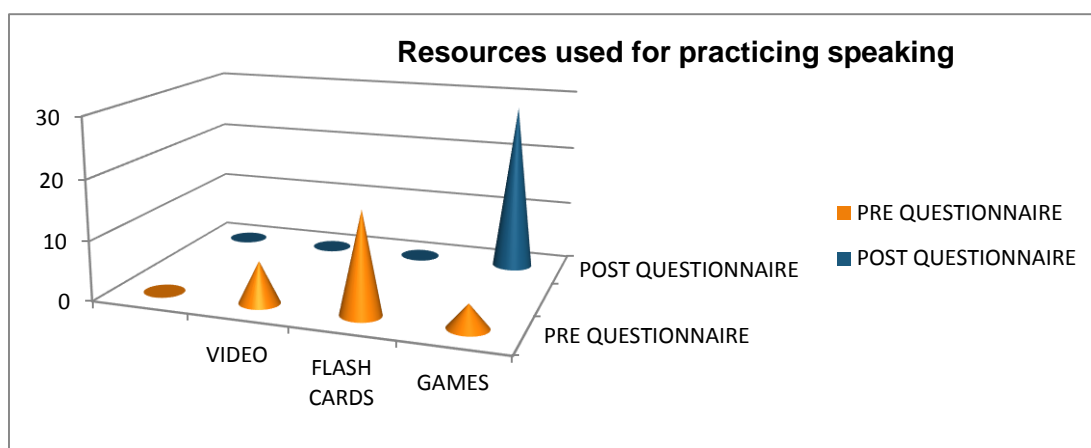 Resources used for practicing speaking
30
20
10
0
VIDEO
FLASH
CARDS
GAMES
POST QUESTIONNAIRE
PRE QUESTIONNAIRE
PRE QUESTIONNAIRE
POST QUESTIONNAIRE